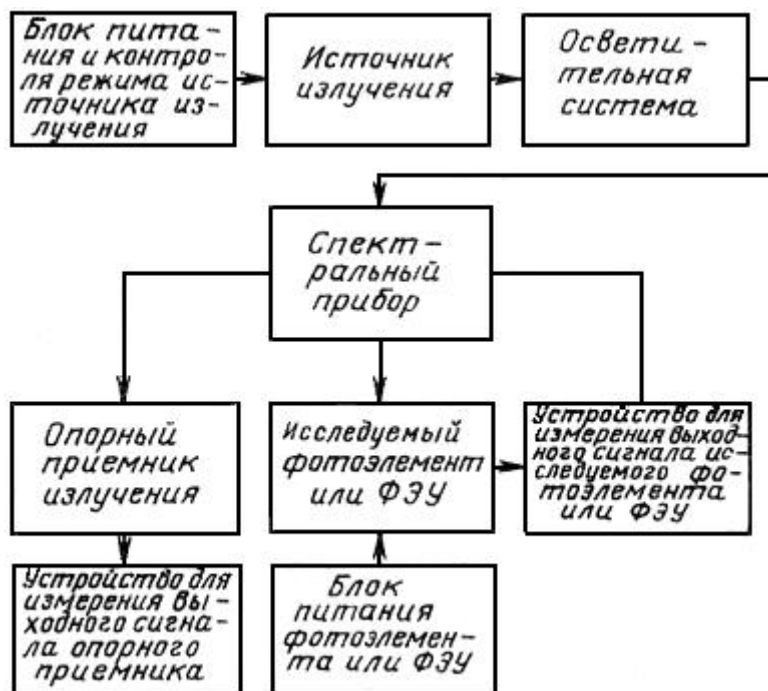 Блок пита-
ния и контро-
ля режима ис-
точника из-
лучения
Источник
излучения
Освети-
тельная
система
Спект-
ральный
прибор
Опорный
приемник
излучения
Исследуемый
фотоэлемент
или ФЭУ
Устройство для
измерения выход-
ного сигнала ис-
следуемого фо-
тоэлемента
или ФЭУ
Устройство для
измерения вы-
ходного сигна-
ла опорного
приемника
Блок
питания
фотоэлемен-
та или ФЭУ